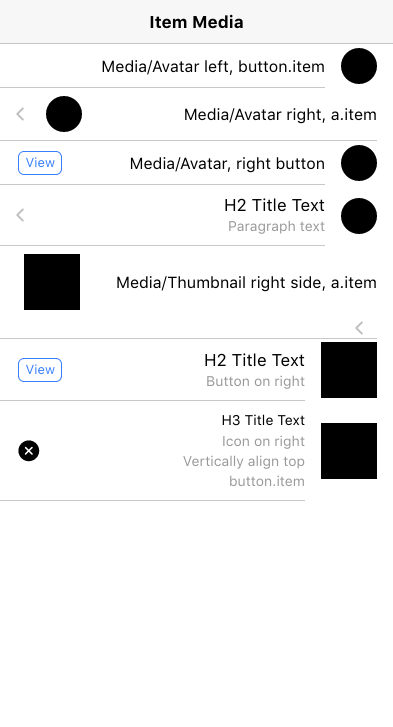 Item Media
Media/Avatar left, button.item
Media/Avatar right, a.item
View
Media/Avatar, right button
H2 Title Text
Paragraph text
Media/Thumbnail right side, a.item
View
H2 Title Text
Button on right
H3 Title Text
Icon on right
Vertically align top
button.item